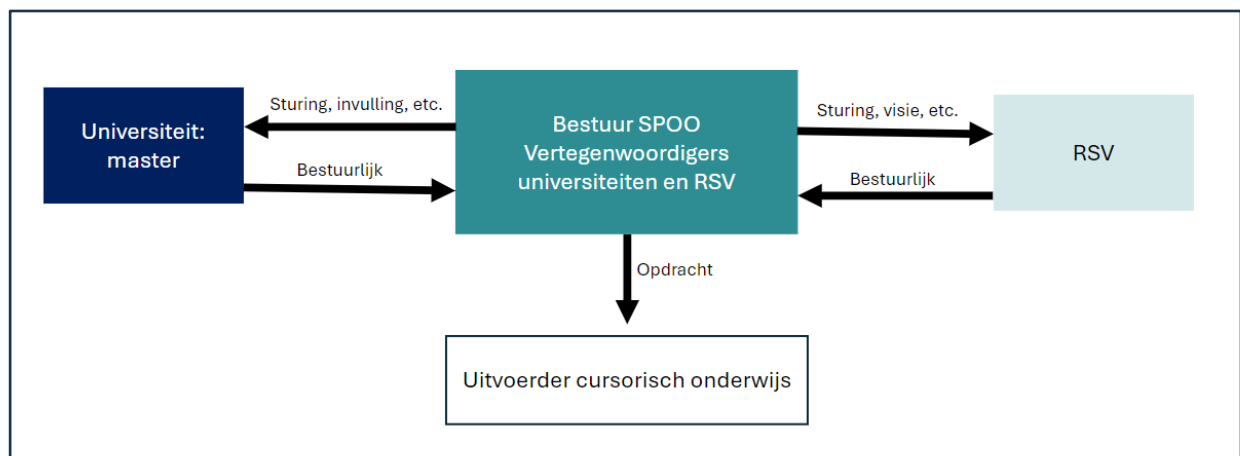 Sturing, invulling, etc.
Universiteit:
master
Bestuurlijk
Bestuur SPOO
Vertegenwoordigers
universiteiten en RSV
Sturing, visie, etc.
Bestuurlijk
RSV
Opdracht
Uitvoerder cursorisch onderwijs